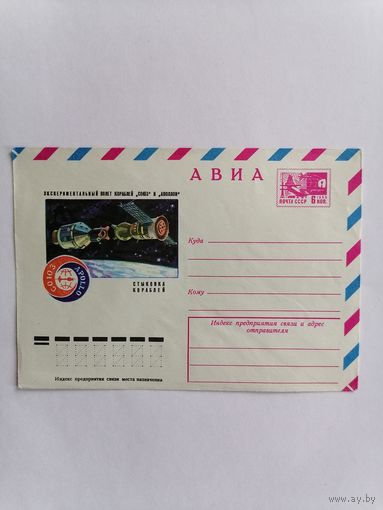 ЭКСПЕРИМЕНТАЛЬНЫЙ ПОЛЕТ КОРАБЛЕЙ „СОЮЗ" И „АПОЛЛОН"
АВИА
ПОЧТА СССР 6 КОП.
СОЮЗ
APOLLO
СТЫКОВКА
КОРАБЛЕЙ
Куда
Кому
Индекс предприятия связи и адрес
отправителя
Индекс предприятия связи места назначения
www.ay.by